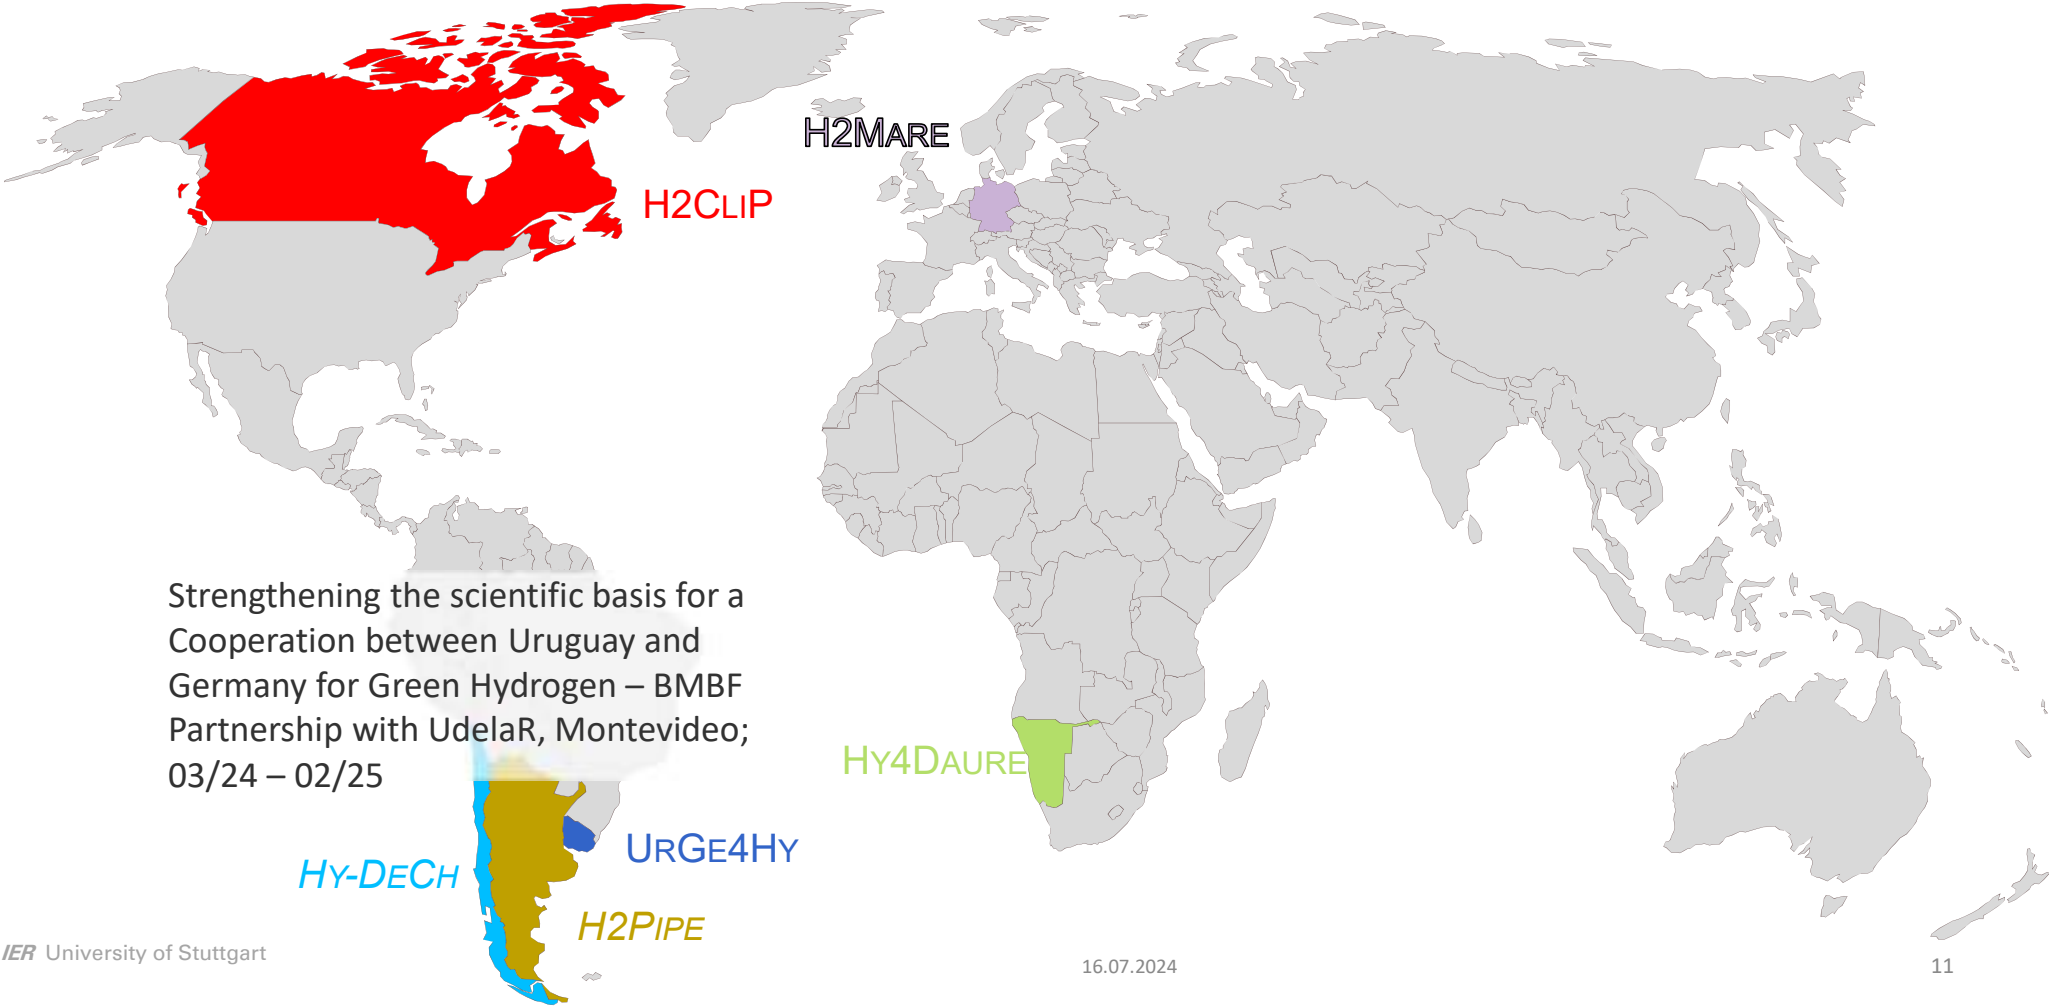 H2MARE
H2CLIP
Strengthening the scientific basis for a
Cooperation between Uruguay and
Germany for Green Hydrogen – BMBF
Partnership with UdelaR, Montevideo;
03/24 – 02/25
HY4DAURE
URGE4HY
HY-DECH
H2PIPE
IER University of Stuttgart
16.07.2024
11